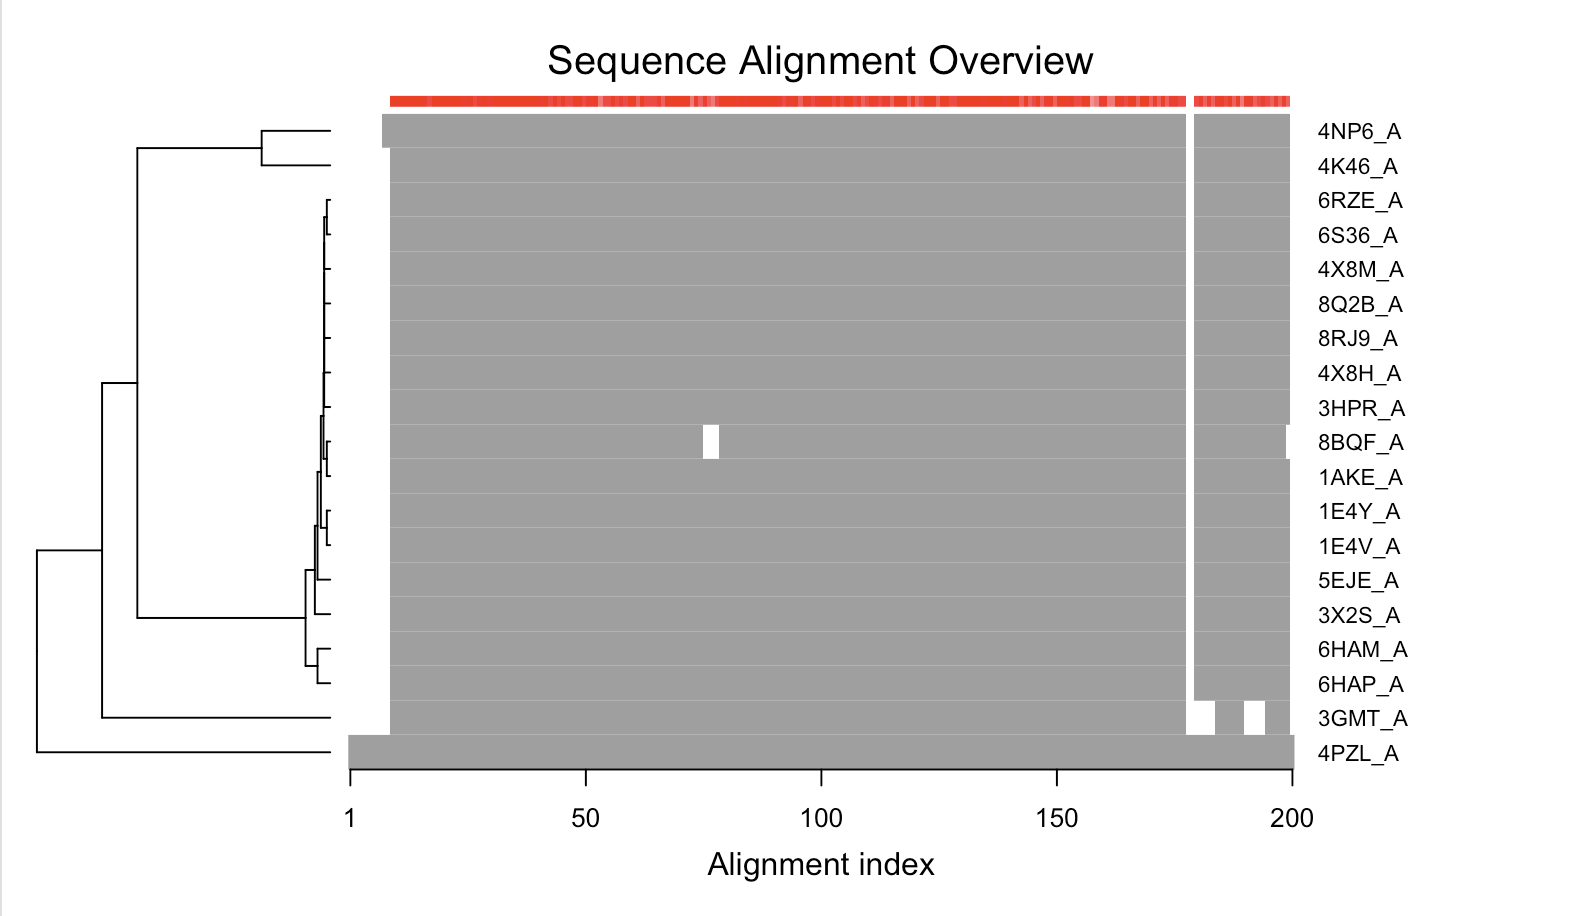 Sequence Alignment Overview
4NP6_A
4K46_A
6RZE_A
6S36_A
4X8M_A
8Q2B_A
8RJ9_A
4X8H_A
3HPR_A
8BQF_A
1AKE_A
1E4Y_A
1E4V_A
5EJE_A
3X2S_A
6HAM_A
6HAP_A
3GMT_A
4PZL_A
1 50 100 150 200
Alignment index